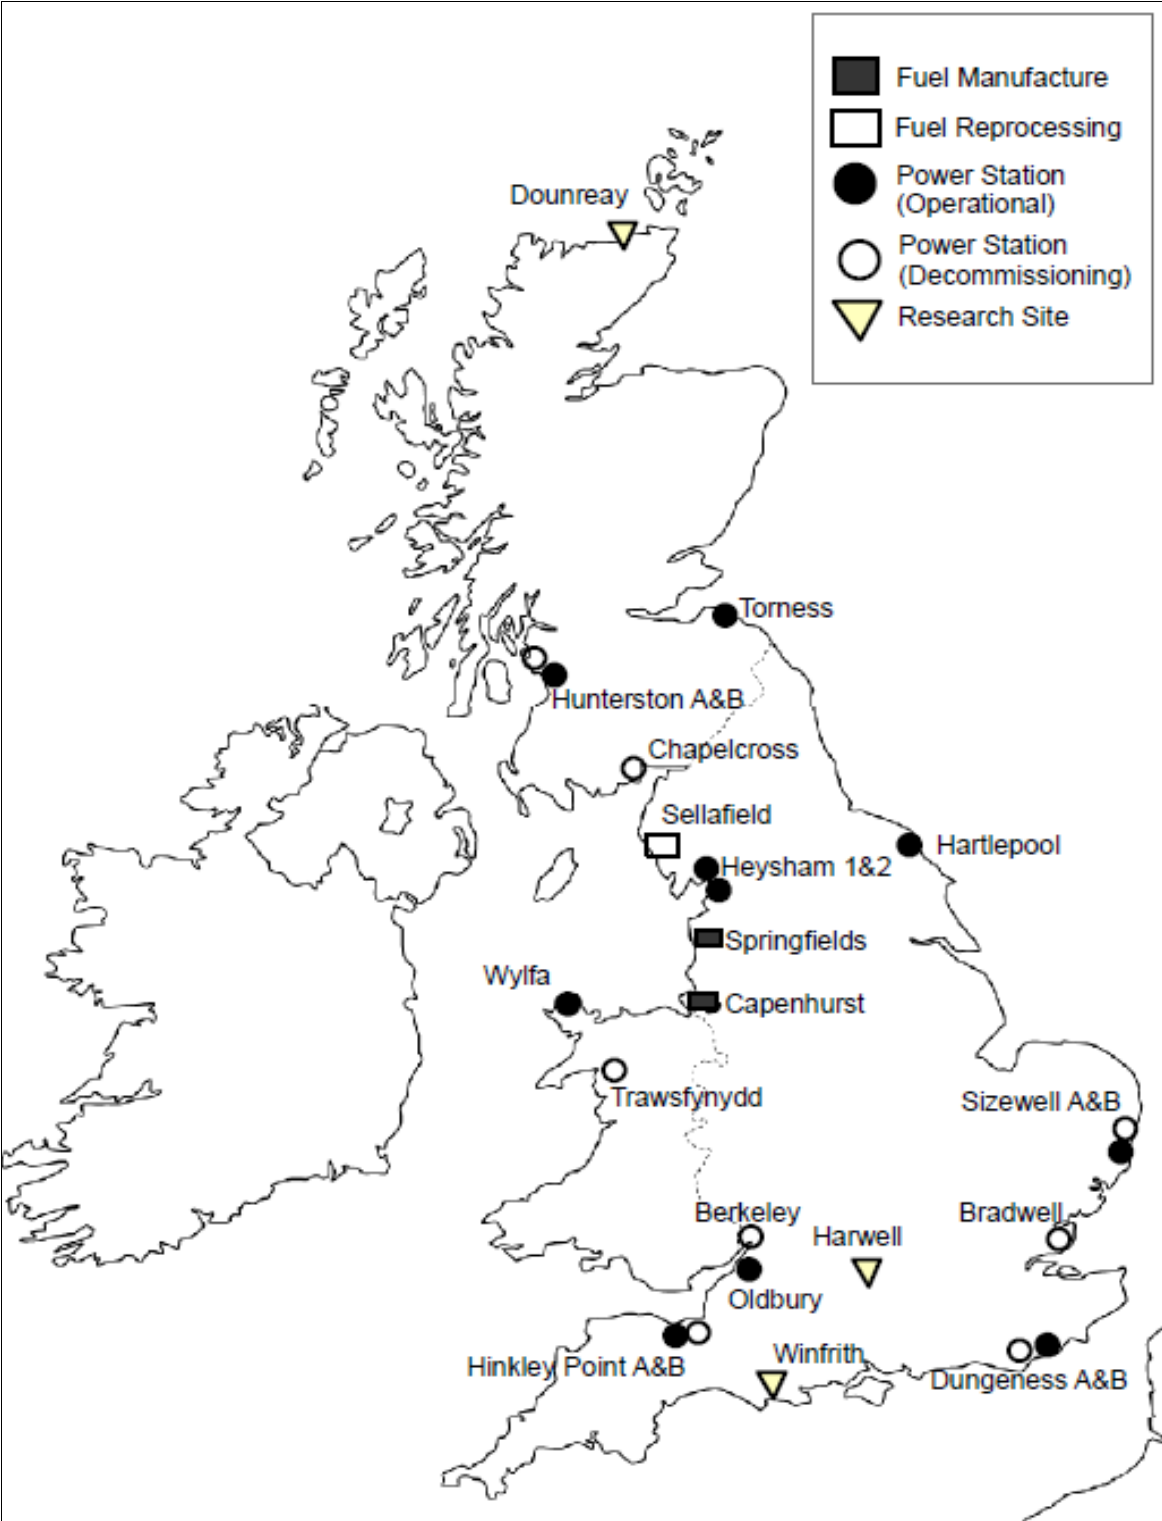 Fuel Manufacture
Fuel Reprocessing
Power Station
(Operational)
Power Station
(Decommissioning)
Research Site
Dounreay
Torness
Hunterston A&B
Chapelcross
Sellafield
Hartlepool
Heysham 1&2
Springfields
Wylfa
Capenhurst
Trawsfynydd
Sizewell A&B
Berkeley
Bradwell
Harwell
Oldbury
Winfrith
Hinkley Point A&B
Dungeness A&B